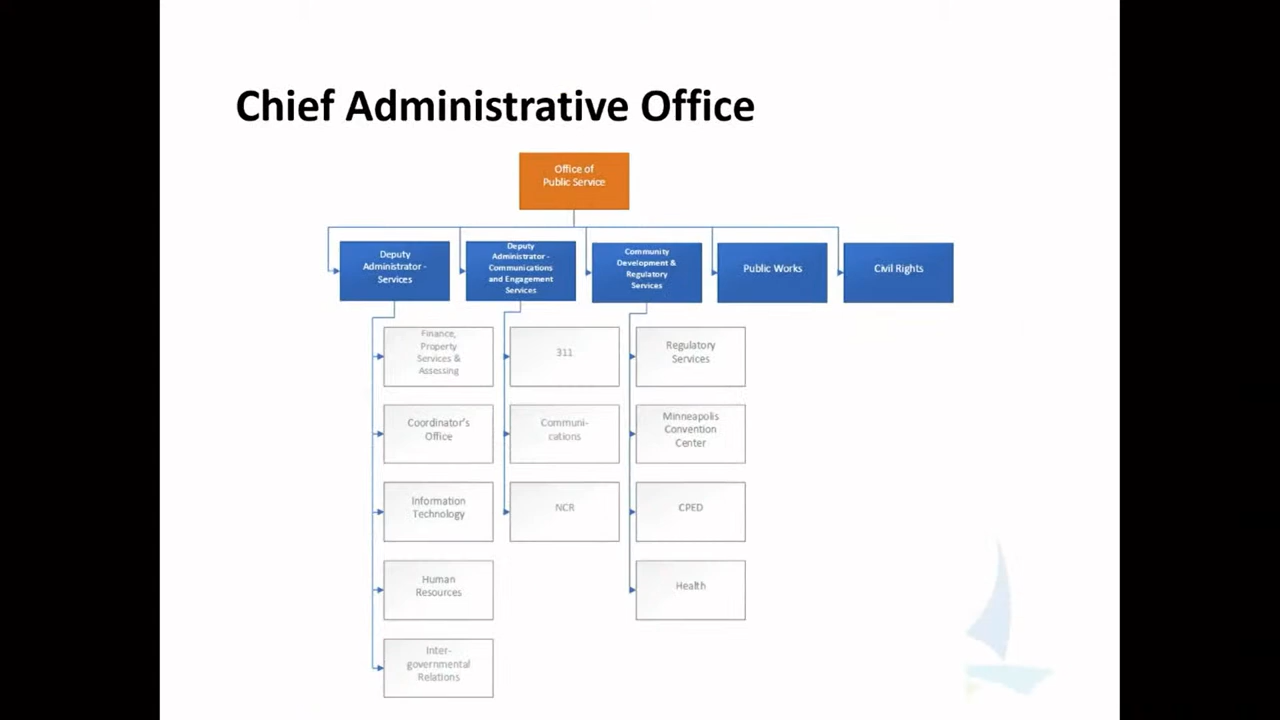 Chief Administrative Office
Office of
Public Service
Deputy
Administrator -
Services
Deputy
Administrator -
Communications
and Engagement
Services
Community
Development &
Regulatory
Services
Public Works
Civil Rights
Finance,
Property
Services &
Assessing
311
Regulatory
Services
Coordinator's
Office
Communi-
cations
Minneapolis
Convention
Center
Information
Technology
NCR
CPED
Human
Resources
Health
Inter-
governmental
Relations